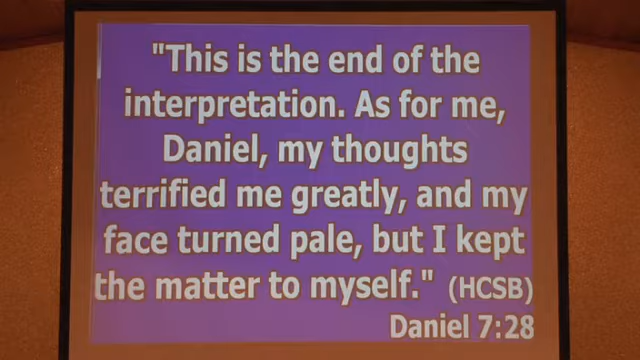 "This is the end of the
interpretation. As for me,
Daniel, my thoughts
terrified me greatly, and my
face turned pale, but I kept
the matter to myself." (HCSB)
Daniel 7:28